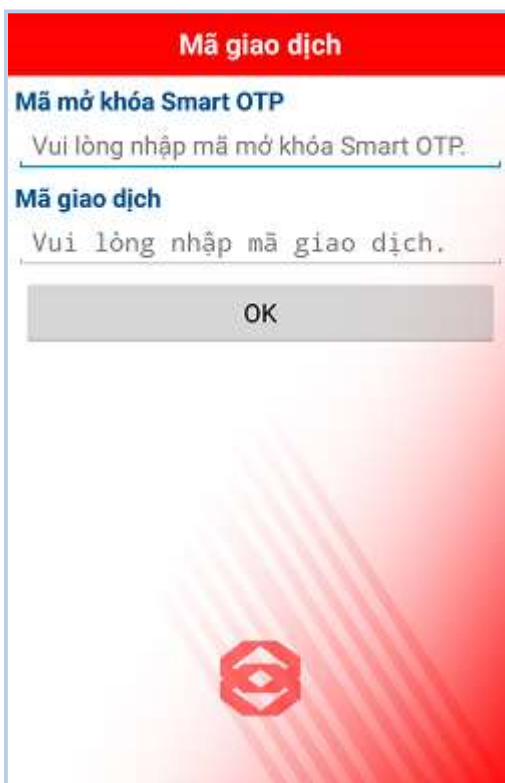 Mã giao dịch
Mã mở khóa Smart OTP
Vui lòng nhập mã mở khóa Smart OTP.
Mã giao dịch
Vui lòng nhập mã giao dịch.
OK